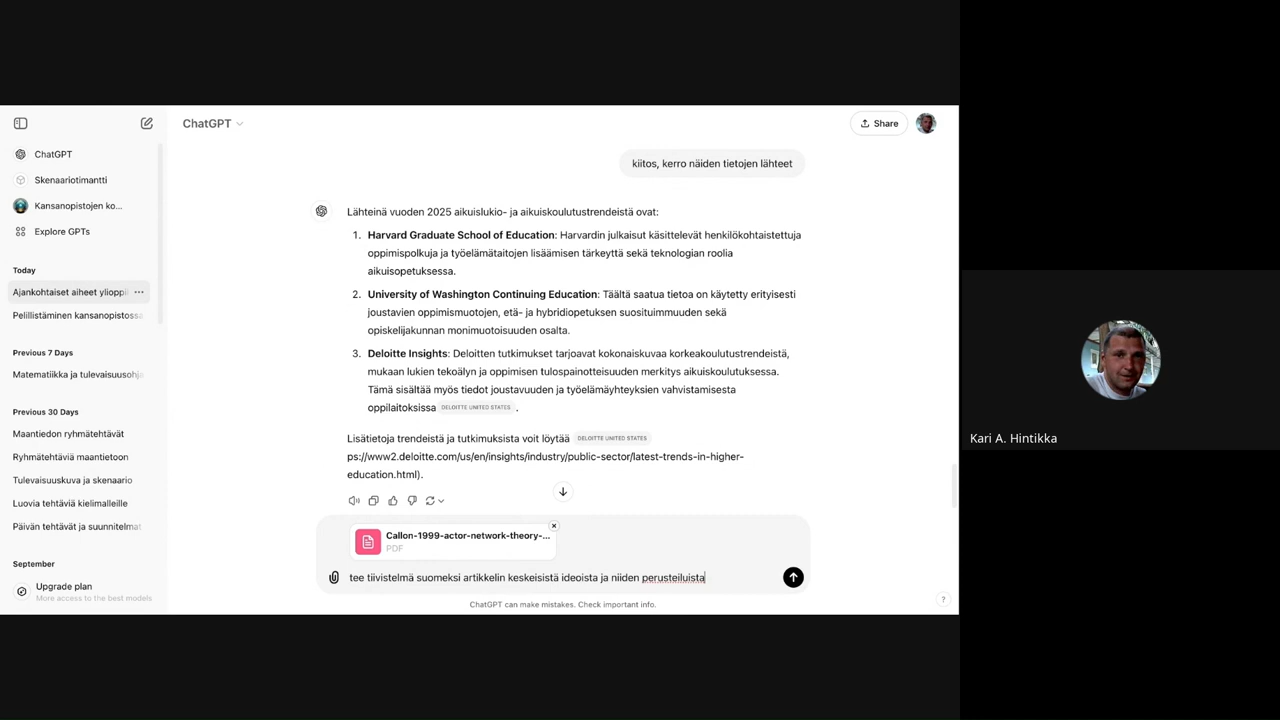 ChatGPT
Share
ChatGPT
Skenaariotimantti
Kansanopistojen ko...
Explore GPTs
Today
Ajankohtaiset aiheet ylioppi
Pelillistäminen kansanopistossa
Previous 7 Days
Matematiikka ja tulevaisuusohja
Previous 30 Days
Maantiedon ryhmätehtävät
Ryhmätehtäviä maantietoon
Tulevaisuuskuva ja skenaario
Luovia tehtäviä kielimalleille
Päivän tehtävät ja suunnitelmat
September
Upgrade plan
More access to the best models
kiitos, kerro näiden tietojen lähteet
Lähteinä vuoden 2025 aikuislukio- ja aikuiskoulutustrendeistä ovat:
1. Harvard Graduate School of Education: Harvardin julkaisut käsittelevät henkilökohtaistettuja
oppimispolkuja ja työelämätaitojen lisäämisen tärkeyttä sekä teknologian roolia
aikuisopetuksessa.
2. University of Washington Continuing Education: Täältä saatua tietoa on käytetty erityisesti
joustavien oppimismuotojen, etä- ja hybridiopetuksen suosituimmuuden sekä
opiskelijakunnan monimuotoisuuden osalta.
3. Deloitte Insights: Deloitten tutkimukset tarjoavat kokonaiskuvaa korkeakoulutustrendeistä,
mukaan lukien tekoälyn ja oppimisen tulospainotteisuuden merkitys aikuiskoulutuksessa.
Tämä sisältää myös tiedot joustavuuden ja työelämäyhteyksien vahvistamisesta
oppilaitoksissa DELOITTE UNITED STATES .
Lisätietoja trendeistä ja tutkimuksista voit löytää DELOITTE UNITED STATES
ps://www2.deloitte.com/us/en/insights/industry/public-sector/latest-trends-in-higher-
education.html).
Callon-1999-actor-network-theory-...
PDF
tee tiivistelmä suomeksi artikkelin keskeisistä ideoista ja niiden perusteiluista
ChatGPT can make mistakes. Check important info.
?
Kari A. Hintikka